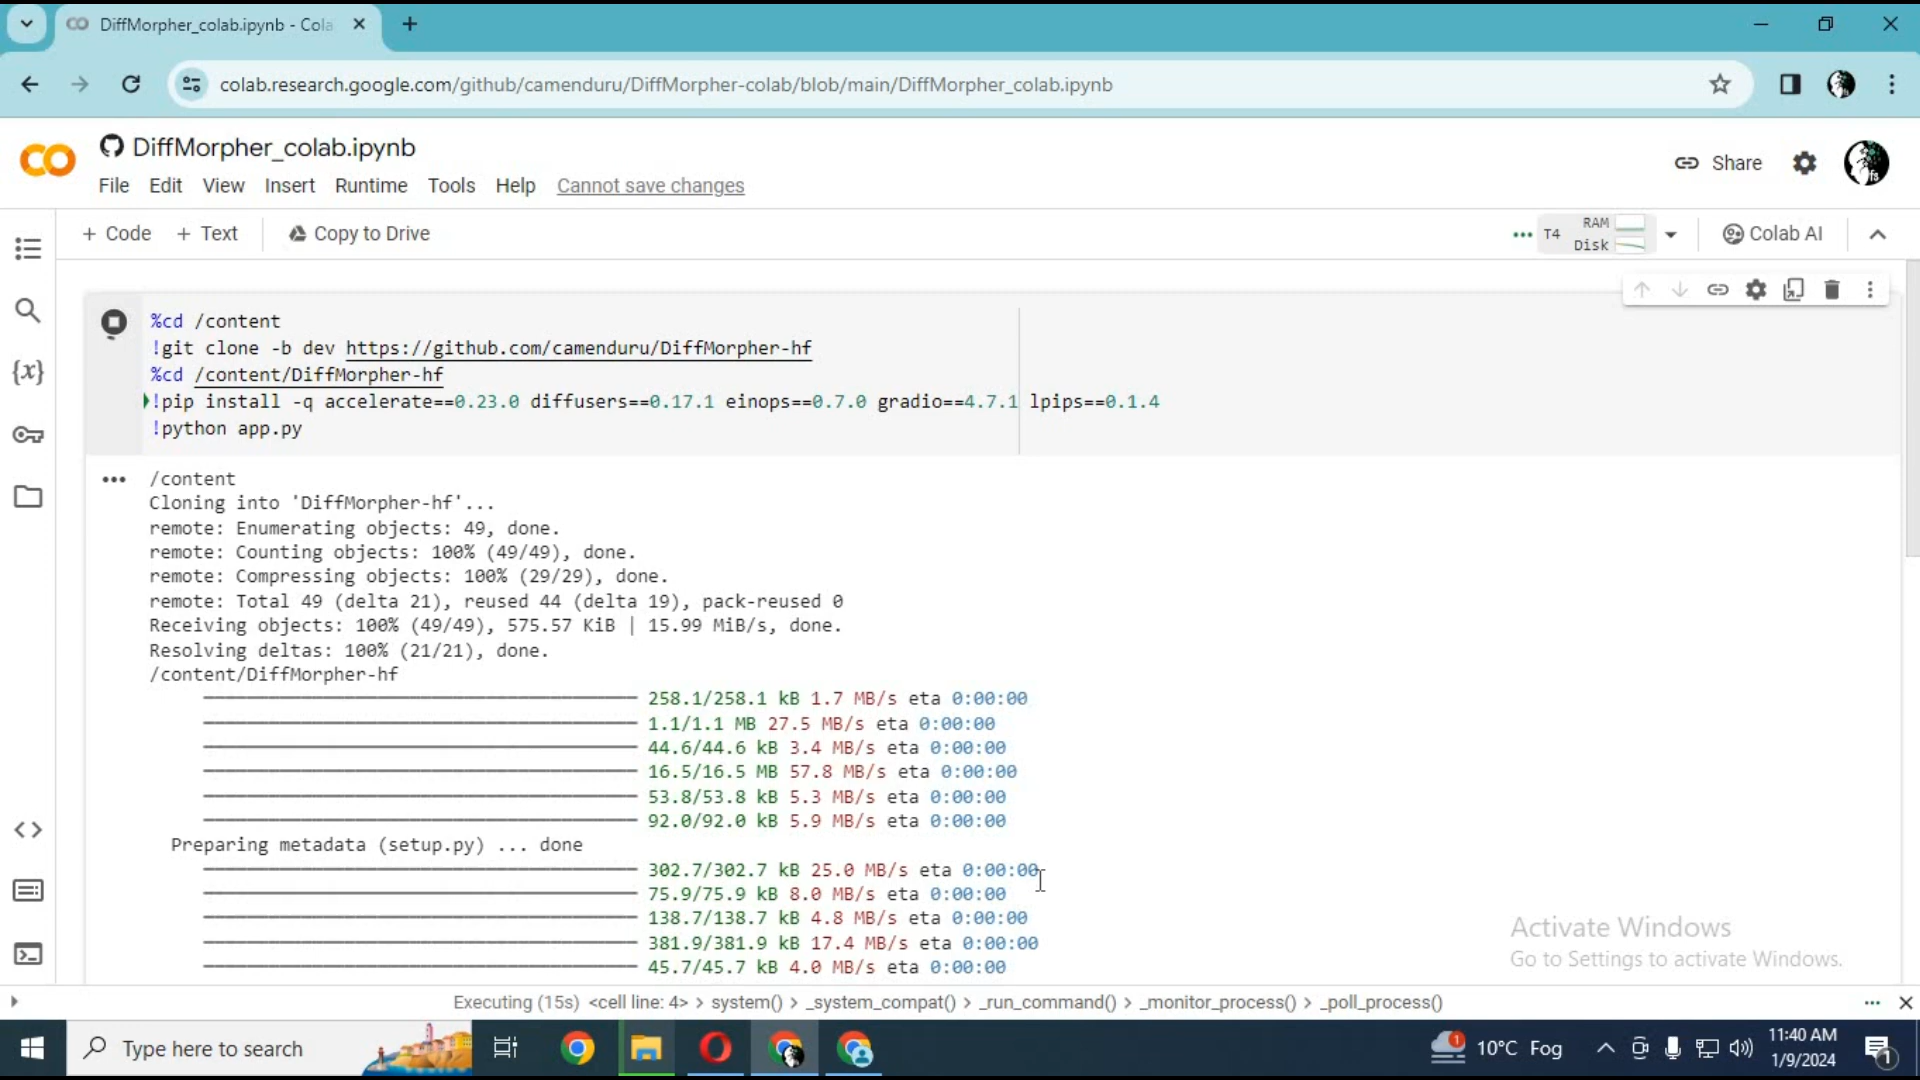 DiffMorpher_colab.ipynb - Cola
colab.research.google.com/github/camenduru/DiffMorpher-colab/blob/main/DiffMorpher_colab.ipynb
DiffMorpher_colab.ipynb
Share
File Edit View Insert Runtime Tools Help Cannot save changes
+ Code + Text Copy to Drive
T4 RAM Disk
Colab AI
%cd /content
!git clone -b dev https://github.com/camenduru/DiffMorpher-hf
%cd /content/DiffMorpher-hf
!pip install -q accelerate==0.23.0 diffusers==0.17.1 einops==0.7.0 gradio==4.7.1 lpips==0.1.4
!python app.py
/content
Cloning into 'DiffMorpher-hf'...
remote: Enumerating objects: 49, done.
remote: Counting objects: 100% (49/49), done.
remote: Compressing objects: 100% (29/29), done.
remote: Total 49 (delta 21), reused 44 (delta 19), pack-reused 0
Receiving objects: 100% (49/49), 575.57 KiB | 15.99 MiB/s, done.
Resolving deltas: 100% (21/21), done.
/content/DiffMorpher-hf
258.1/258.1 kB 1.7 MB/s eta 0:00:00
1.1/1.1 MB 27.5 MB/s eta 0:00:00
44.6/44.6 kB 3.4 MB/s eta 0:00:00
16.5/16.5 MB 57.8 MB/s eta 0:00:00
53.8/53.8 kB 5.3 MB/s eta 0:00:00
92.0/92.0 kB 5.9 MB/s eta 0:00:00
Preparing metadata (setup.py) ... done
302.7/302.7 kB 25.0 MB/s eta 0:00:00
75.9/75.9 kB 8.0 MB/s eta 0:00:00
138.7/138.7 kB 4.8 MB/s eta 0:00:00
381.9/381.9 kB 17.4 MB/s eta 0:00:00
45.7/45.7 kB 4.0 MB/s eta 0:00:00
Activate Windows
Go to Settings to activate Windows.
Executing (15s) <cell line: 4> > system() > _system_compat() > _run_command() > _monitor_process() > _poll_process()
Type here to search
10°C Fog
11:40 AM
1/9/2024